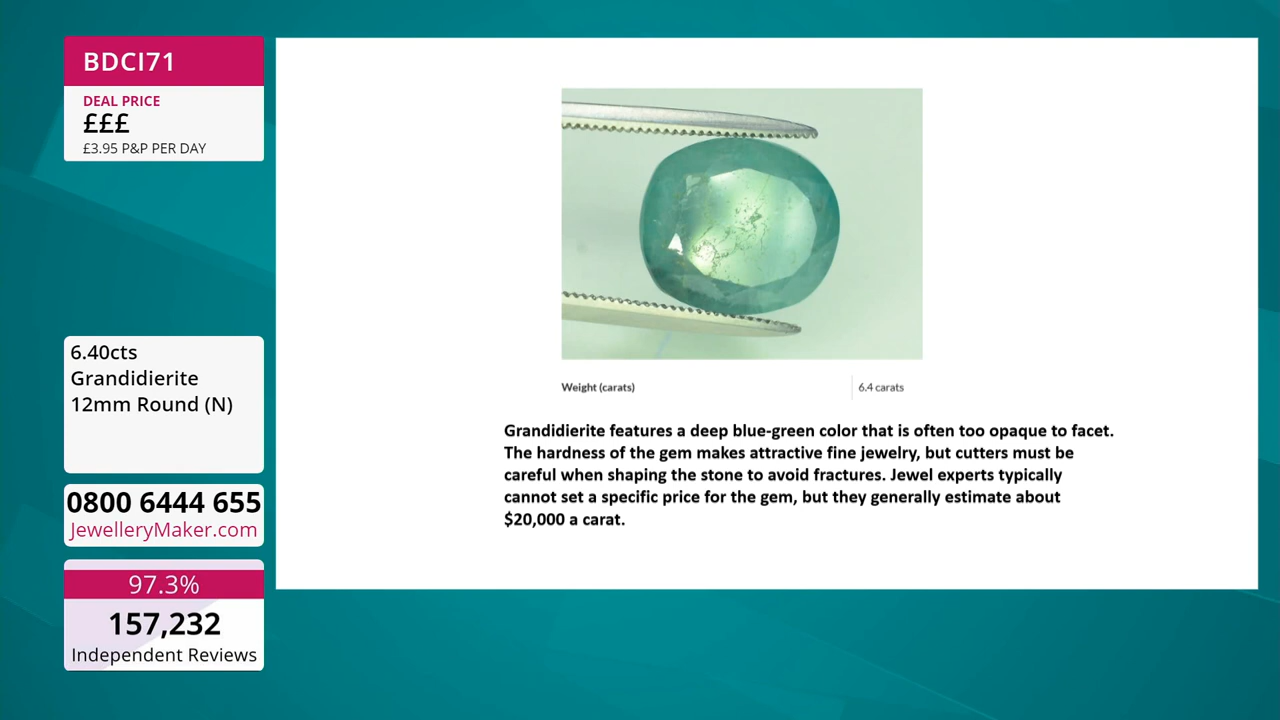 BDCI71
DEAL PRICE
£££
£3.95 P&P PER DAY
6.40cts
Grandidierite
12mm Round (N)
0800 6444 655
JewelleryMaker.com
97.3%
157,232
Independent Reviews
Weight (carats) 6.4 carats
Grandidierite features a deep blue-green color that is often too opaque to facet.
The hardness of the gem makes attractive fine jewelry, but cutters must be
careful when shaping the stone to avoid fractures. Jewel experts typically
cannot set a specific price for the gem, but they generally estimate about
$20,000 a carat.